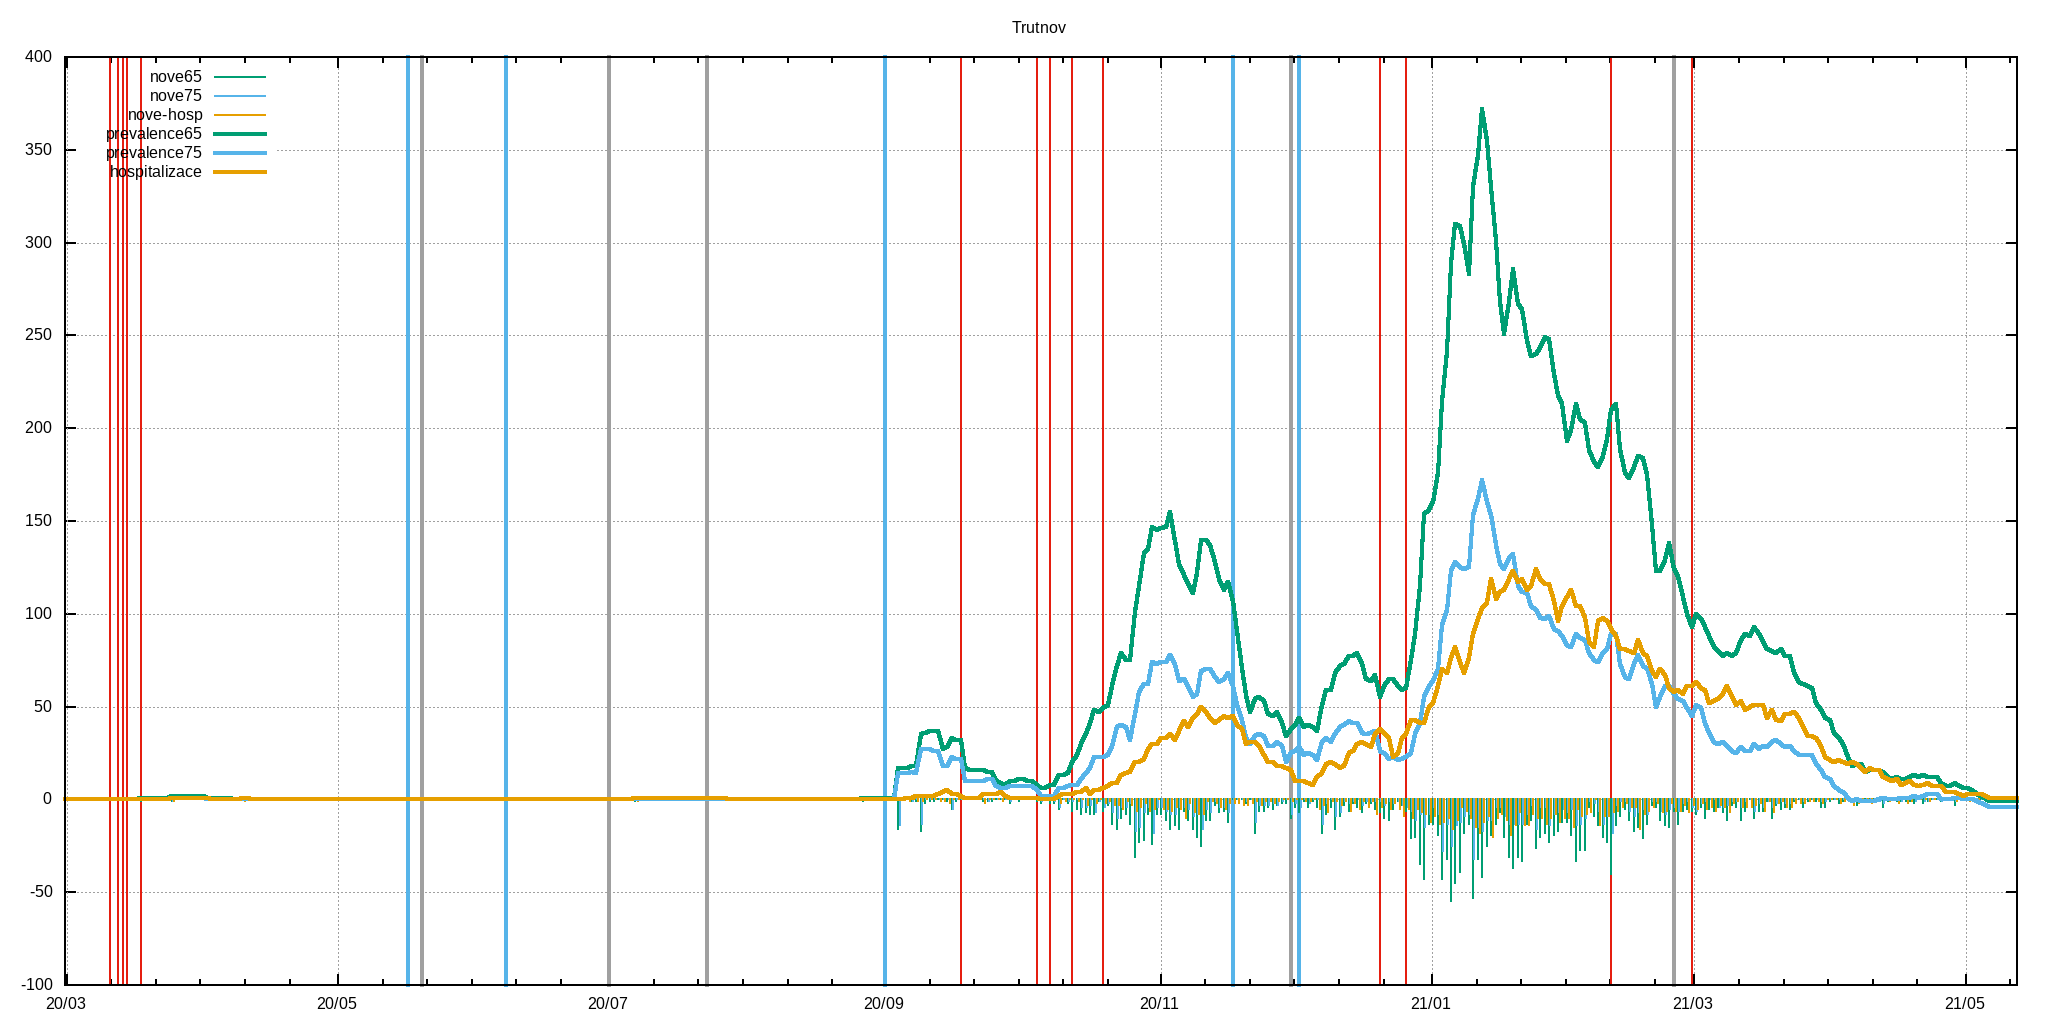 Trutnov
400
350
300
250
200
150
100
50
0
-50
-100
nove65
nove75
nove-hosp
prevalence65
prevalence75
hospitalizace
20/03 20/05 20/07 20/09 20/11 21/01 21/03 21/05